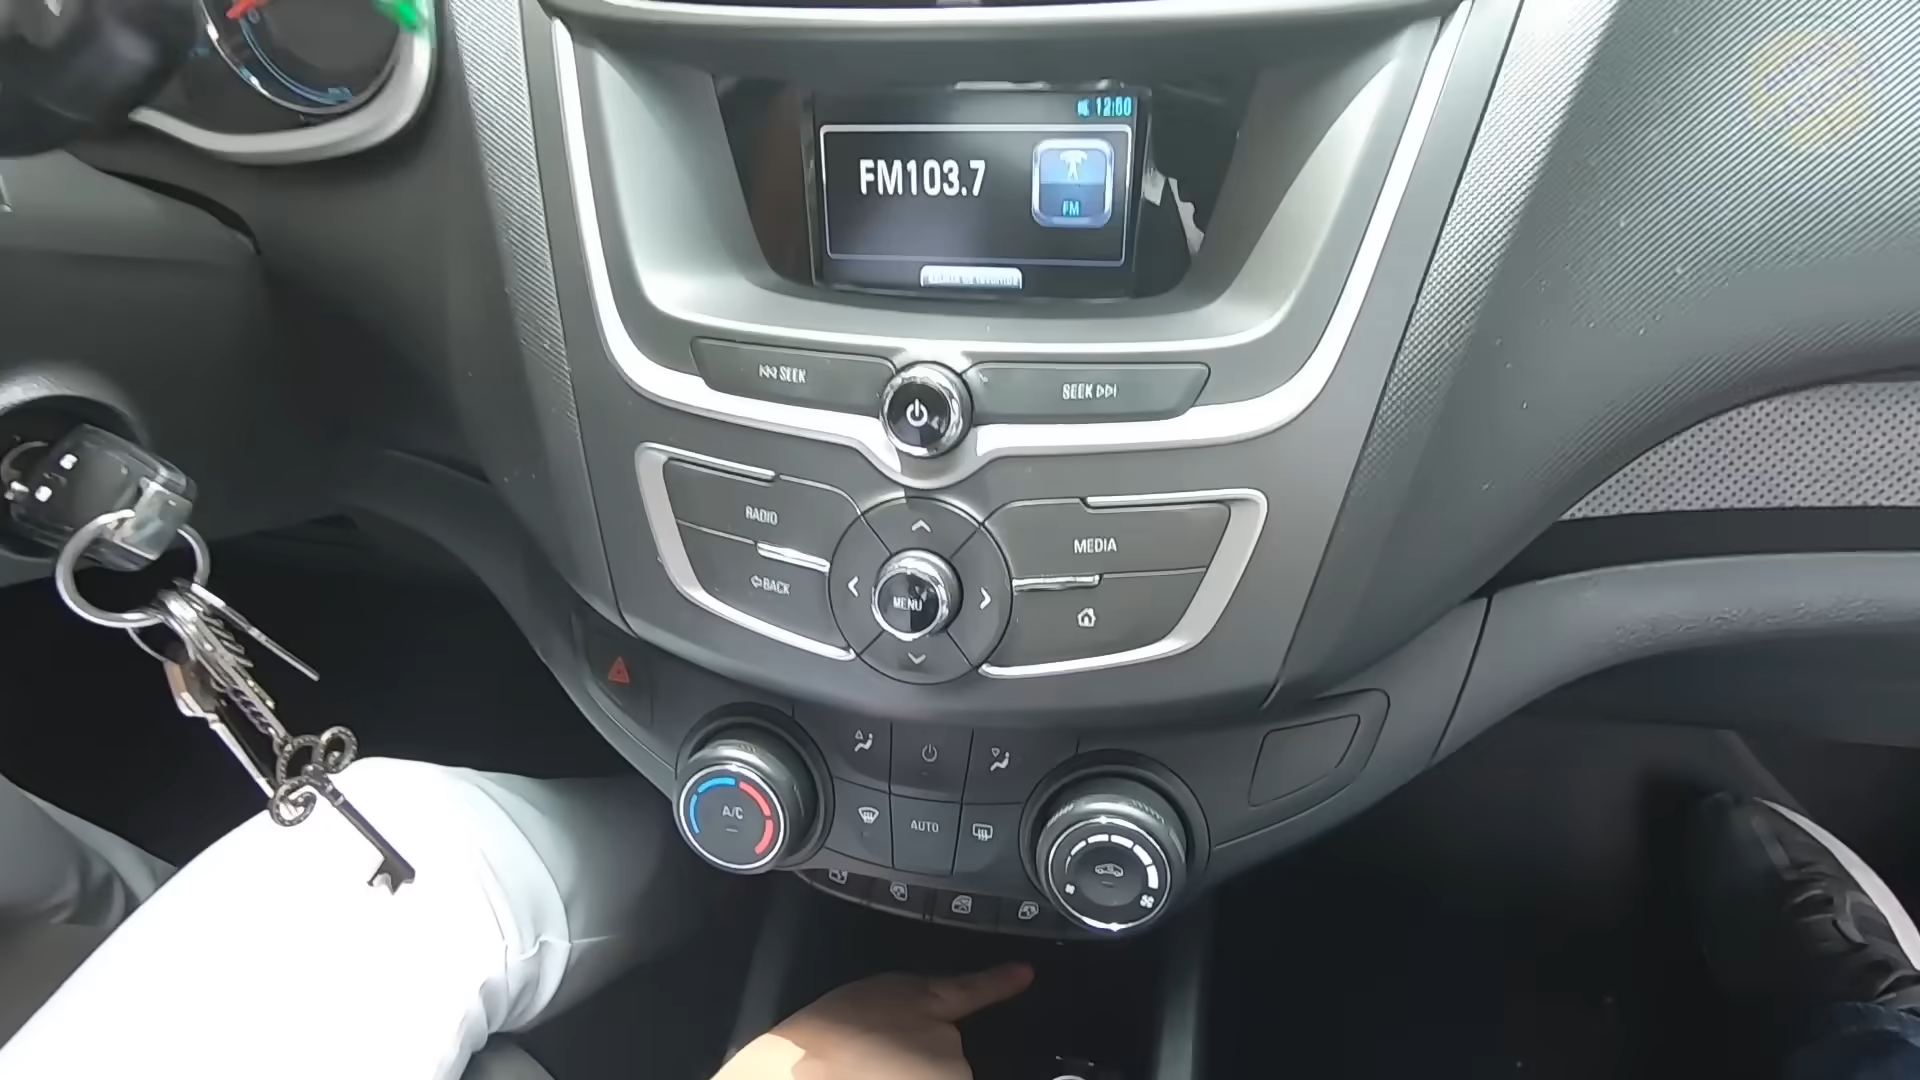 12:00
FM103.7
FM
SEEK
SEEK
RADIO
MEDIA
BACK
MENU
A/C
AUTO